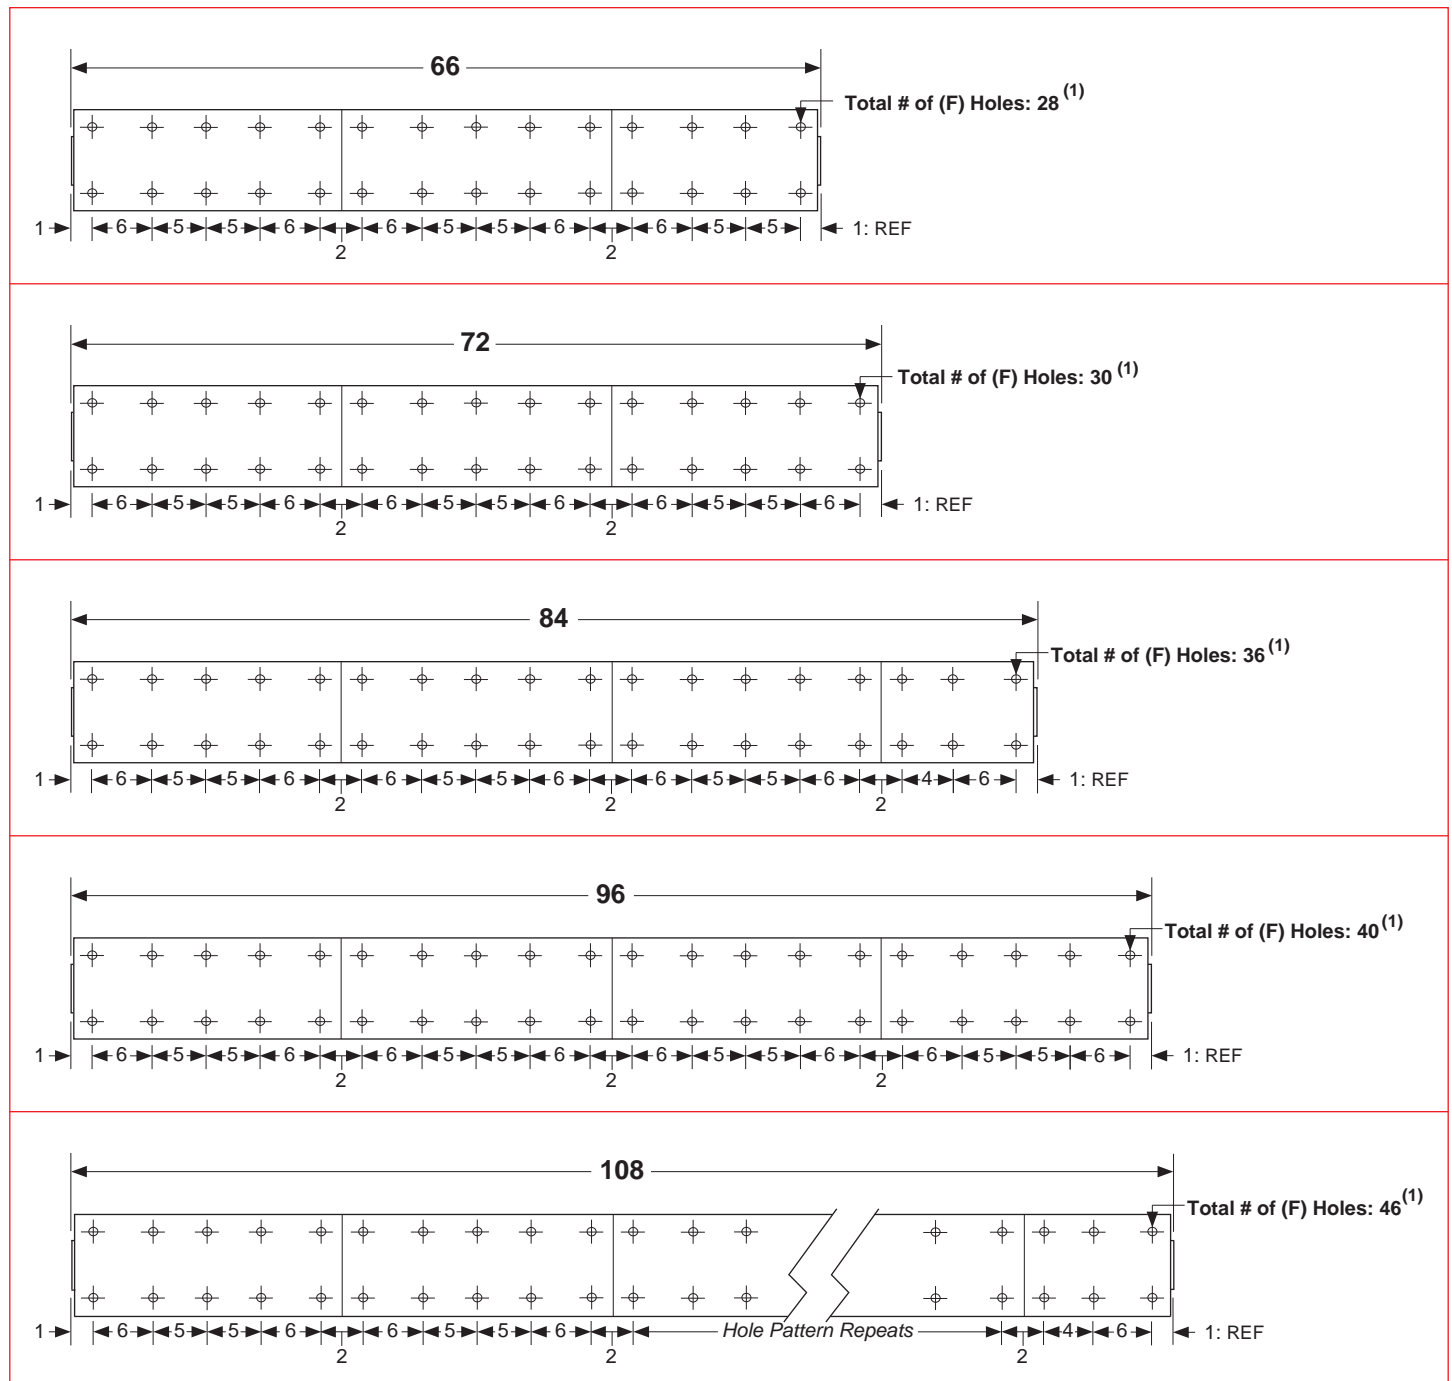 66
Total # of (F) Holes: 28 (1)
1 6 5 5 6 6 5 5 6 6 5 5 1: REF
2 2
72
Total # of (F) Holes: 30 (1)
1 6 5 5 6 6 5 5 6 6 5 5 6 1: REF
2 2
84
Total # of (F) Holes: 36 (1)
1 6 5 5 6 6 5 5 6 6 5 5 6 4 6 1: REF
2 2 2
96
Total # of (F) Holes: 40 (1)
1 6 5 5 6 6 5 5 6 6 5 5 6 6 5 5 6 1: REF
2 2 2
108
Total # of (F) Holes: 46 (1)
1 6 5 5 6 6 5 5 6 Hole Pattern Repeats 4 6 1: REF
2 2 2